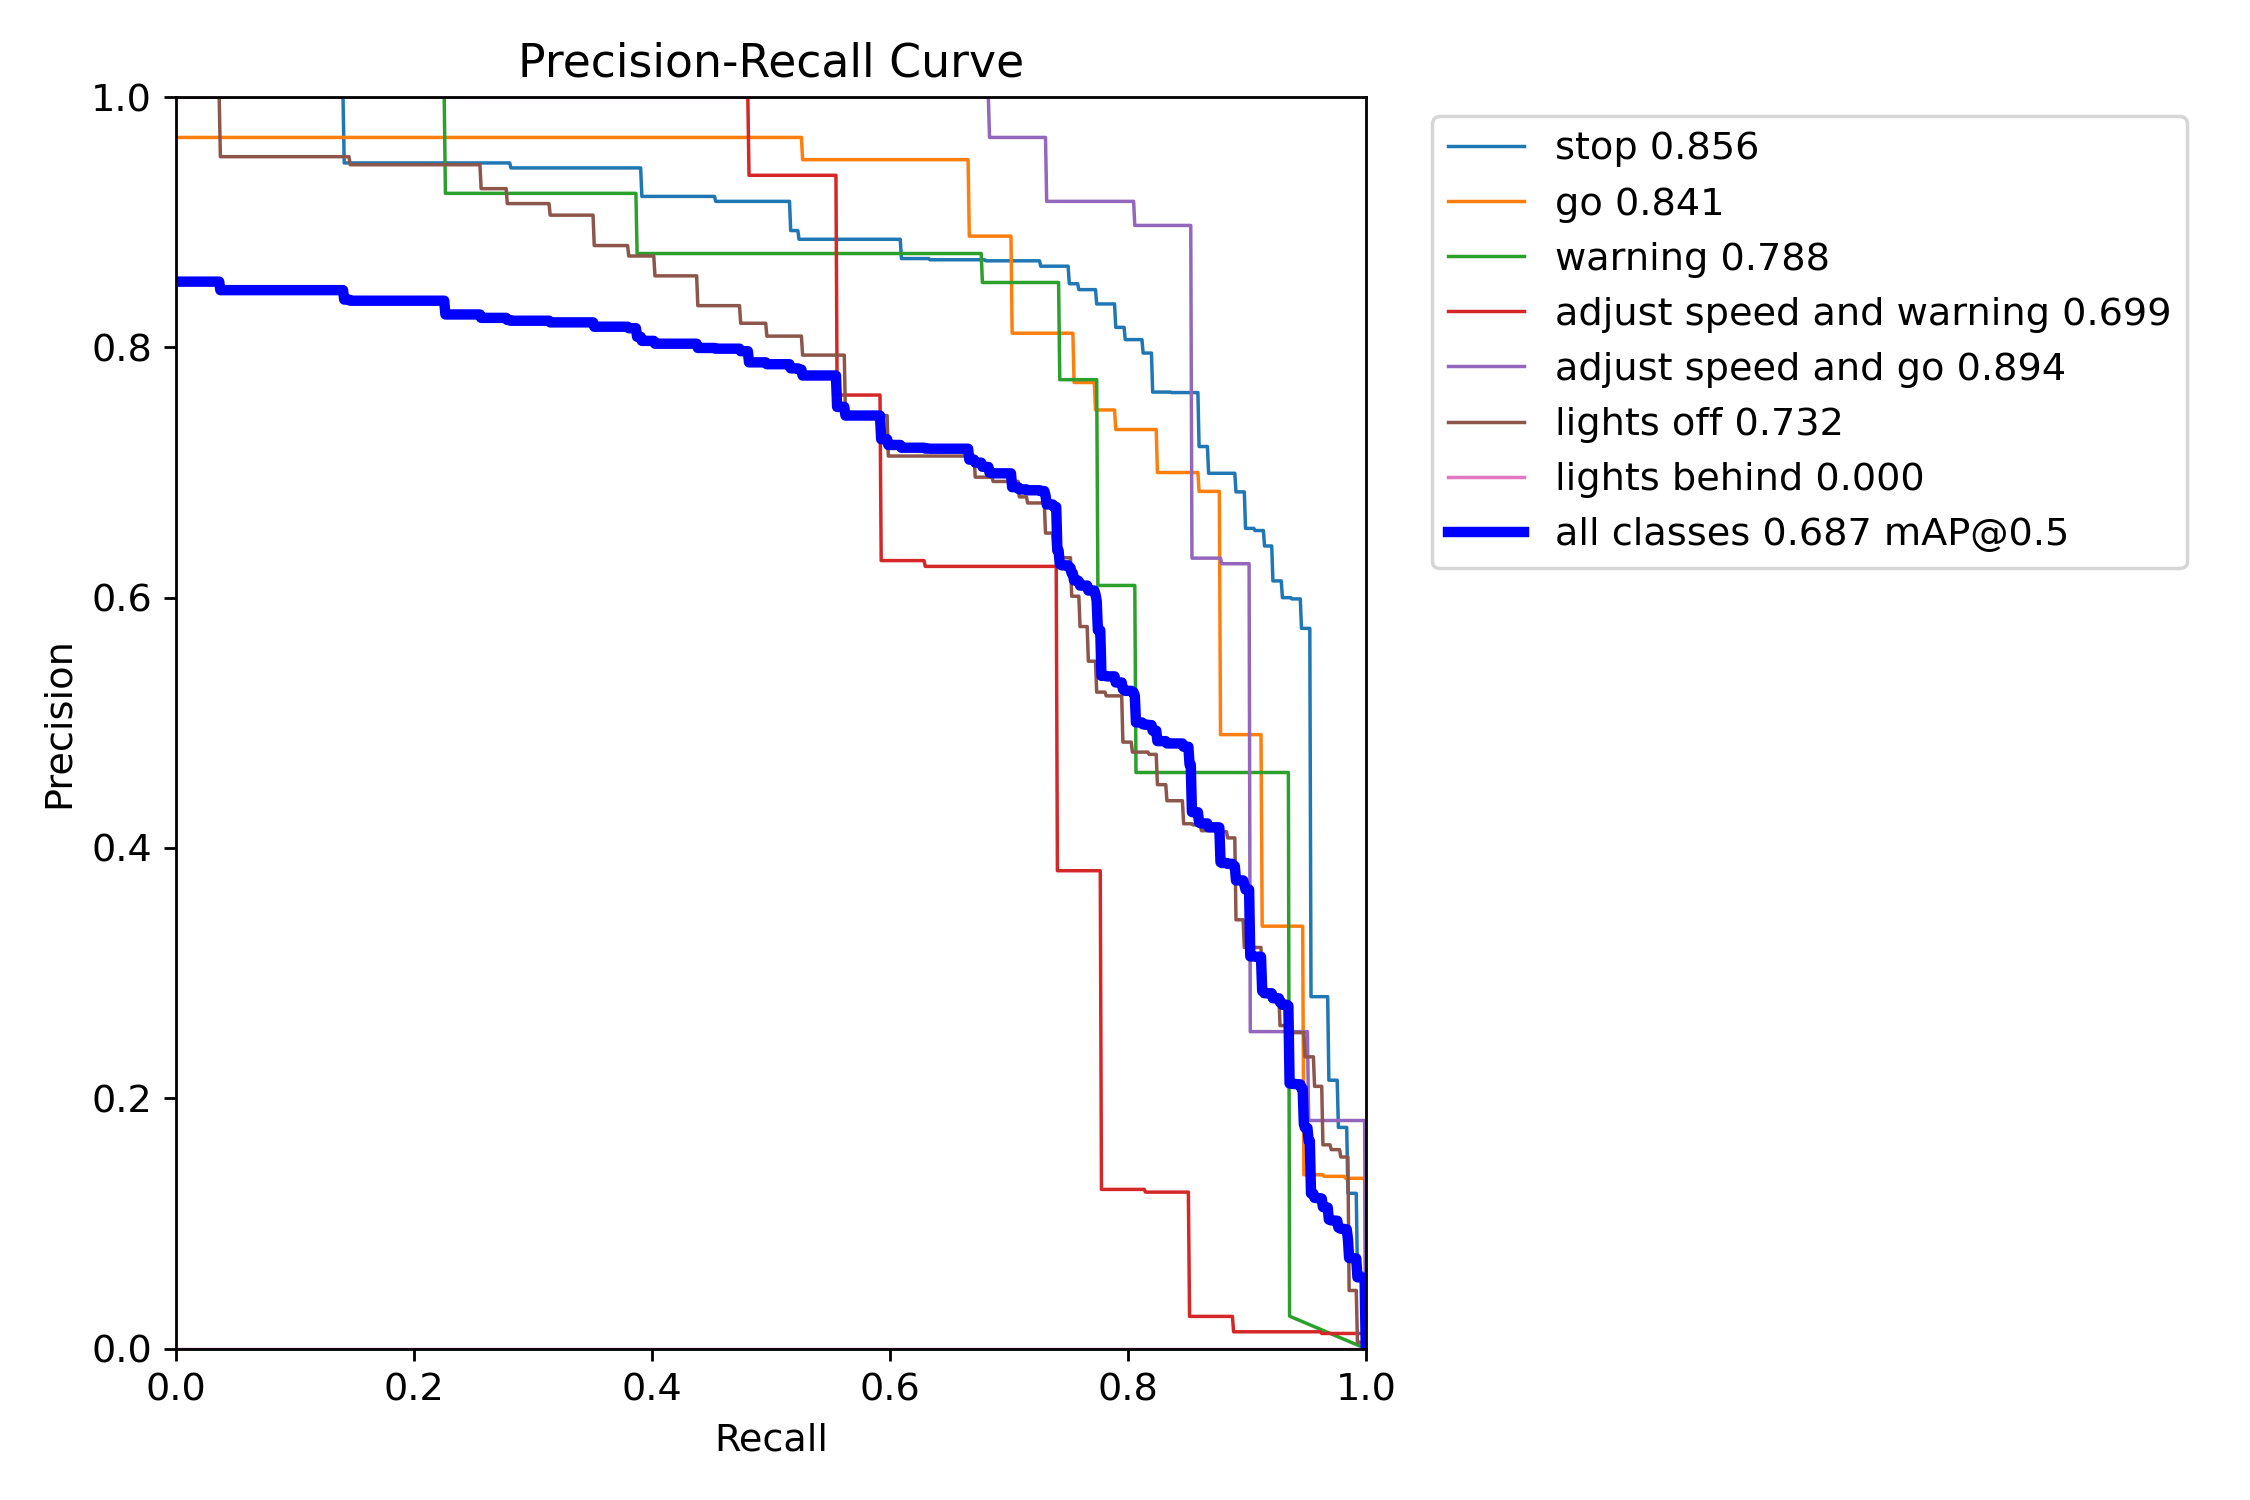 Precision-Recall Curve
1.0
0.8
0.6
0.4
0.2
0.0
Precision
0.0 0.2 0.4 0.6 0.8 1.0
Recall
stop 0.856
go 0.841
warning 0.788
adjust speed and warning 0.699
adjust speed and go 0.894
lights off 0.732
lights behind 0.000
all classes 0.687 mAP@0.5